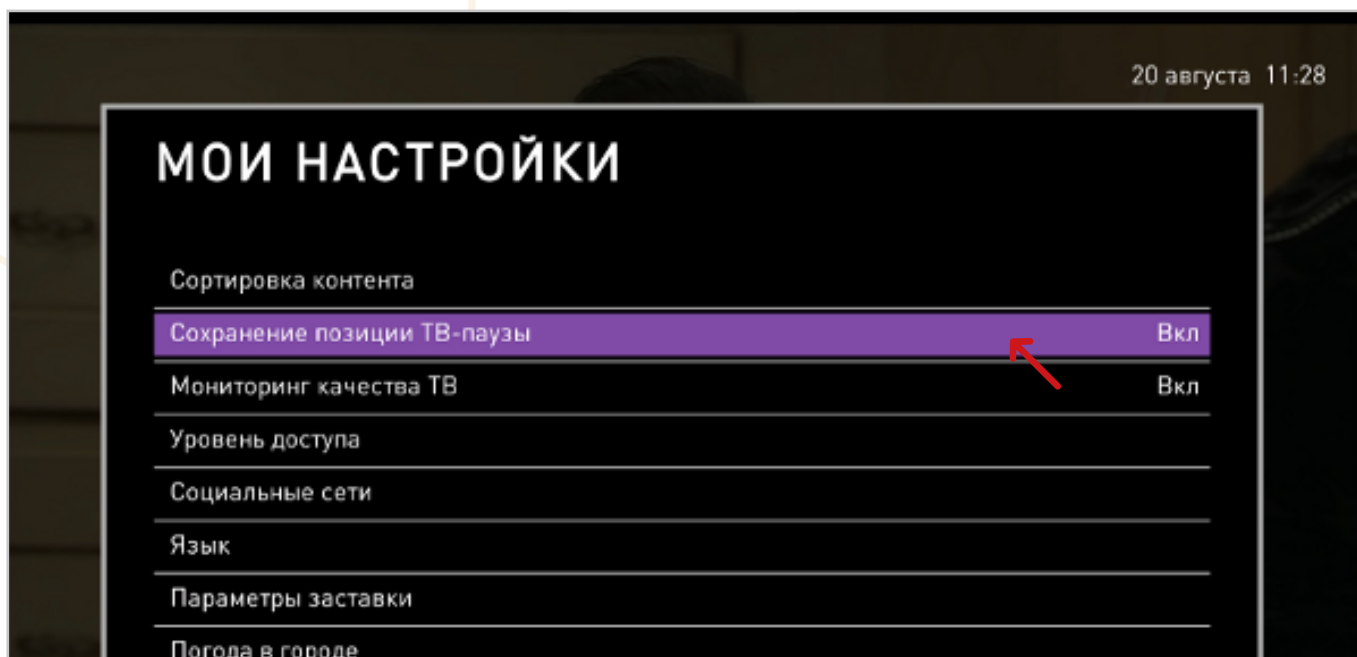 20 августа 11:28
МОИ НАСТРОЙКИ
Сортировка контента
Сохранение позиции ТВ-паузы Вкл
Мониторинг качества ТВ Вкл
Уровень доступа
Социальные сети
Язык
Параметры заставки
Погода в городе